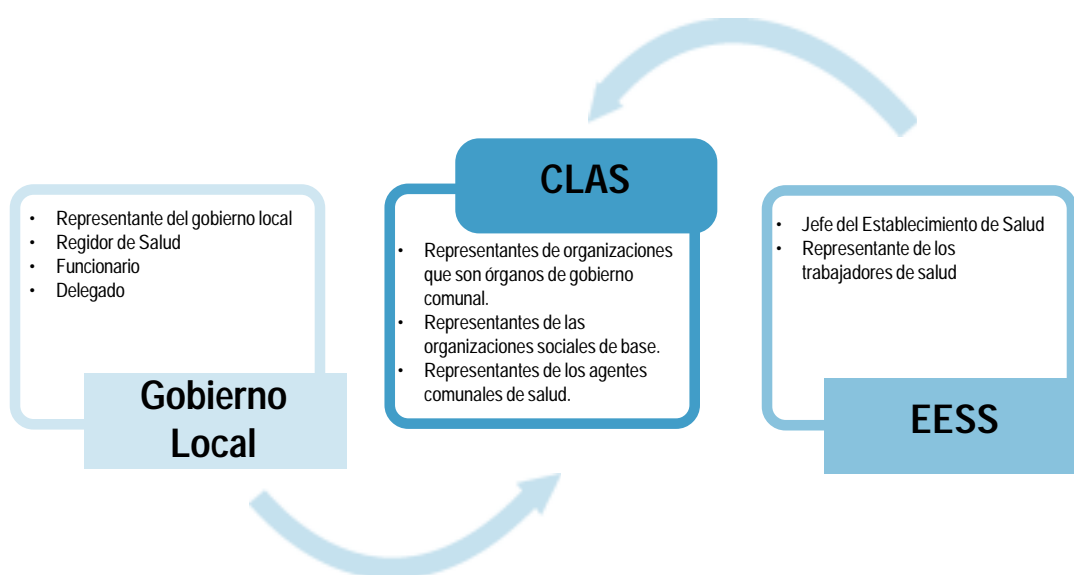 • Representante del gobierno local
• Regidor de Salud
• Funcionario
• Delegado
Gobierno
Local
CLAS
• Representantes de organizaciones
que son órganos de gobierno
comunal.
• Representantes de las
organizaciones sociales de base.
• Representantes de los agentes
comunales de salud.
• Jefe del Establecimiento de Salud
• Representante de los
trabajadores de salud
EESS